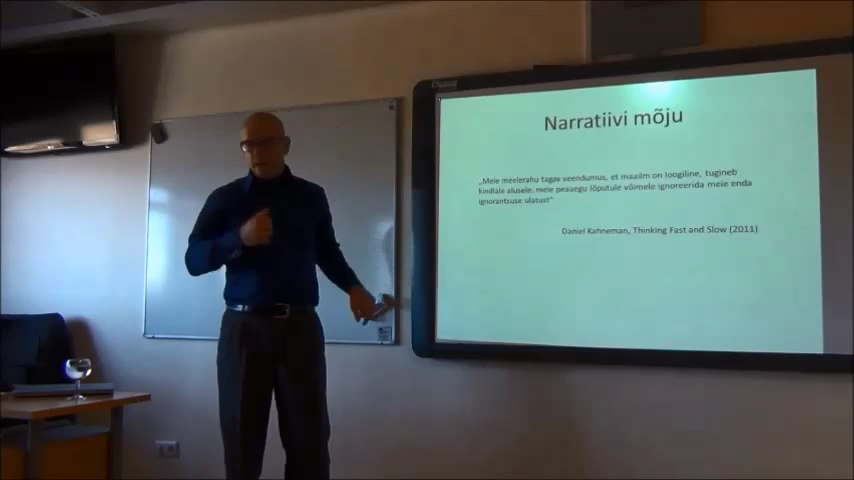 Narratiivi mõju
„Meie meelerahu tagav veendumus, et maailm on loogiline, tugineb
kindlale alusele: meie peaaegu lõputule võimele ignoreerida meie enda
ignorantsuse ulatust"
Daniel Kahneman, Thinking Fast and Slow (2011)